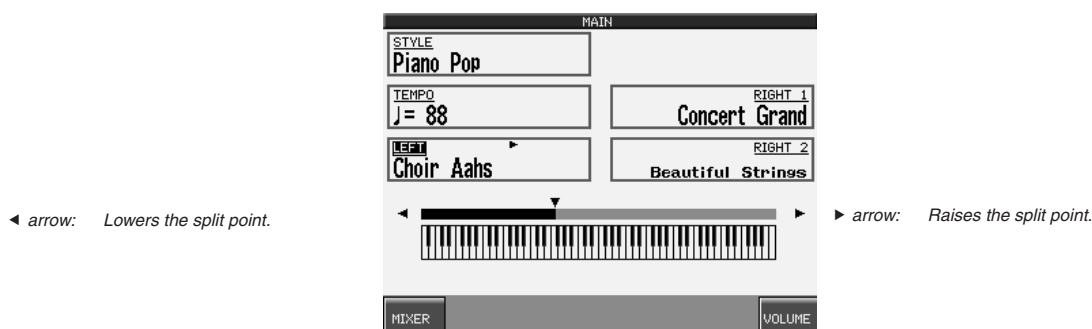 MAIN
STYLE
Piano Pop
TEMPO
♩= 88
RIGHT 1
Concert Grand
LEFT ►
Choir Aahs
RIGHT 2
Beautiful Strings
◄ arrow: Lowers the split point.
► arrow: Raises the split point.
MIXER
VOLUME